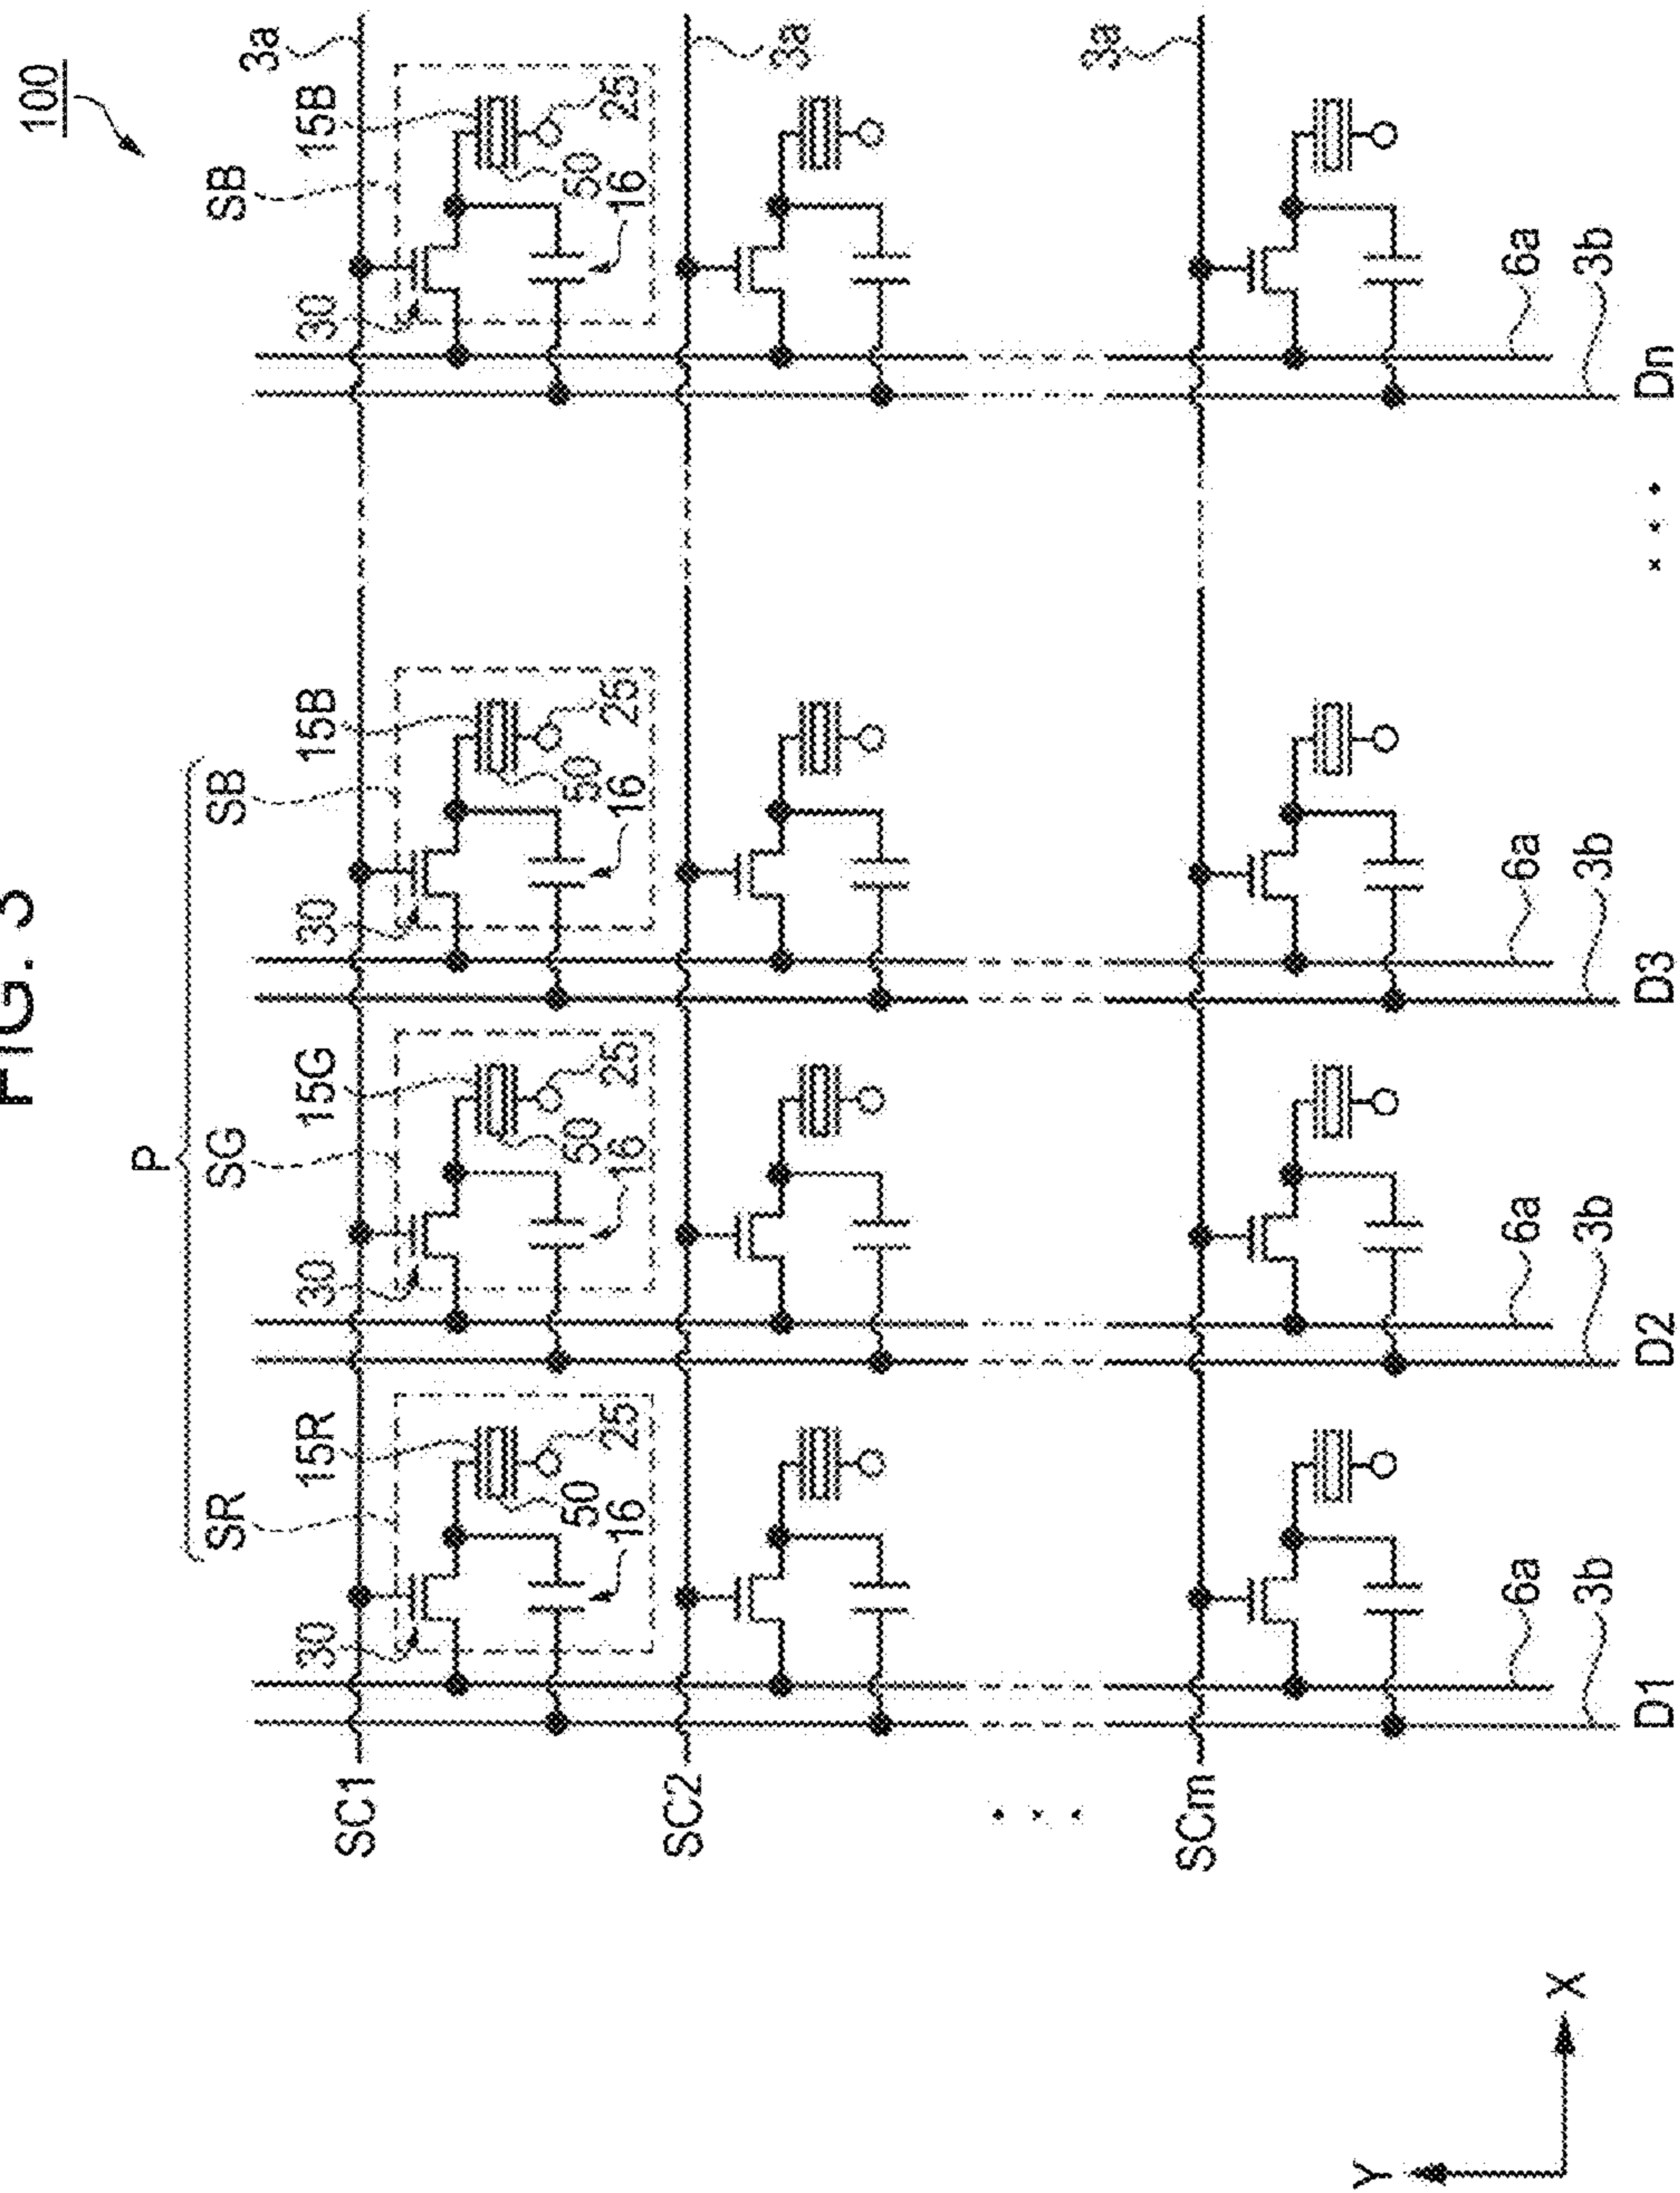 FIG. 3
100
P
SR SG SB SB
3a
30 15R 30 15G 30 15B 30 15B
SC1
50 50 50 50
16 25 16 25 16 25 16 25
SC2
3a
3a
SCm
Y
6a 6a 6a 6a
X
3b 3b 3b 3b
D1 D2 D3 Dn